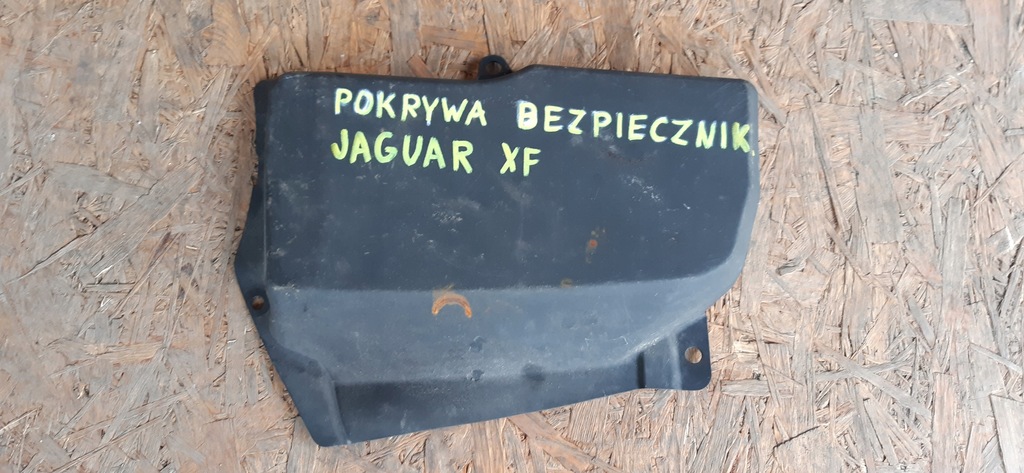 POKRYWA BEZPIECZNIK.
JAGUAR XF